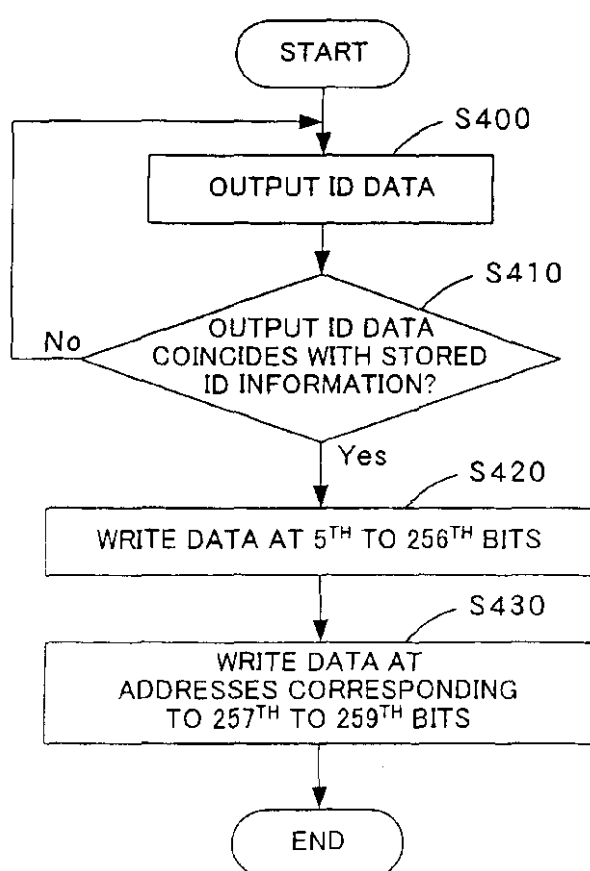 START
S400
OUTPUT ID DATA
S410
OUTPUT ID DATA
COINCIDES WITH STORED
ID INFORMATION?
No
Yes
S420
WRITE DATA AT 5TH TO 256TH BITS
S430
WRITE DATA AT
ADDRESSES CORRESPONDING
TO 257TH TO 259TH BITS
END